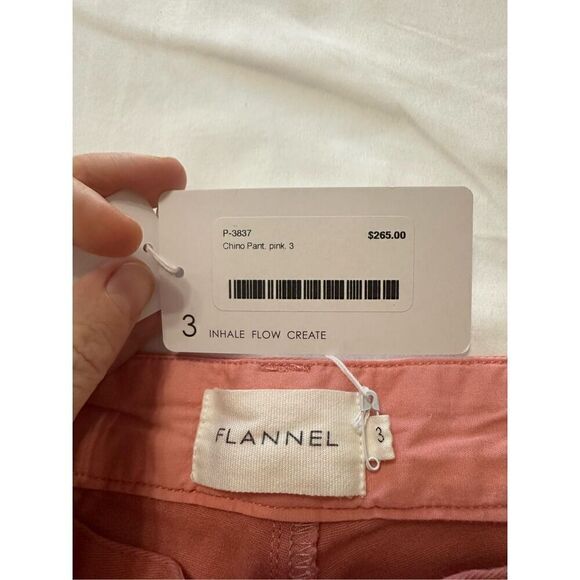 P-3837
$265.00
Chino Pant, pink, 3
3 INHALE FLOW CREATE
FLANNEL
3